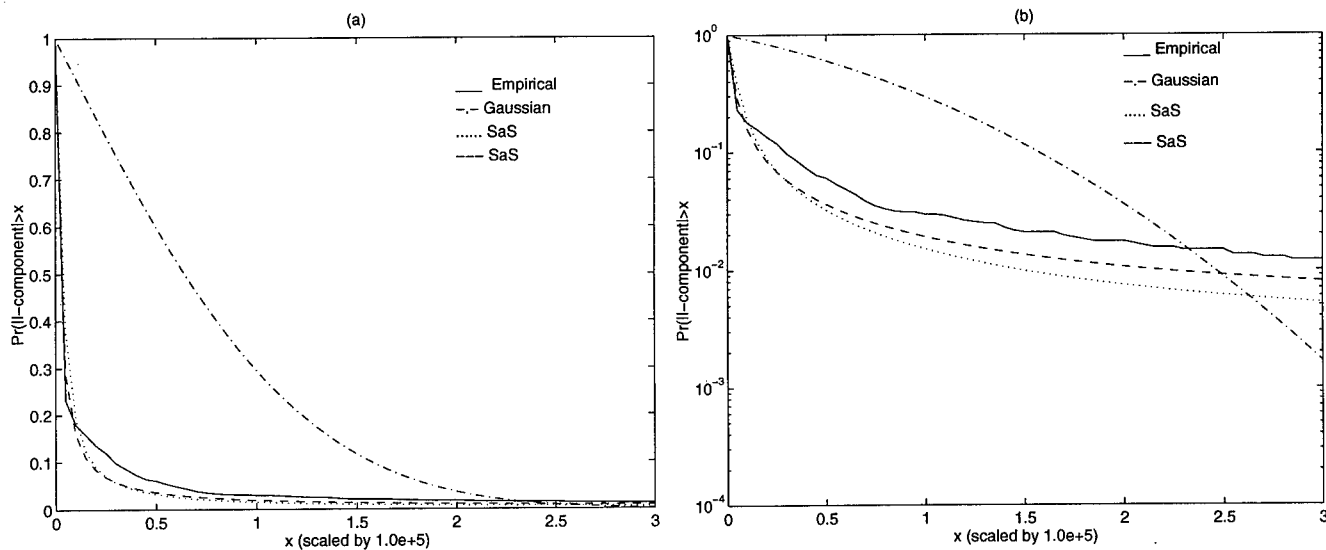 (a)
1
0.9
0.8
0.7
0.6
0.5
0.4
0.3
0.2
0.1
0
Pr(|I-component|>x
Empirical
Gaussian
SaS
SaS
0 0.5 1 1.5 2 2.5 3
x (scaled by 1.0e+5)
(b)
10^0
10^-1
10^-2
10^-3
10^-4
Pr(|I-component|>x
Empirical
Gaussian
SaS
SaS
0 0.5 1 1.5 2 2.5 3
x (scaled by 1.0e+5)